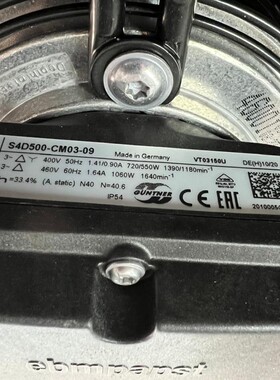 S4D500-CM03-09
Made in Germany
VT03150U
DE(H)10/20
3~ Y 400V 50Hz 1.41/0.90A 720/550W 1390/1180min⁻¹
3~ 460V 60Hz 1.64A 1060W 1640min⁻¹
=33.4% (A, static) N40 N=40.6
IP54
GÜNTNER
CE
EAC
ebmpapst